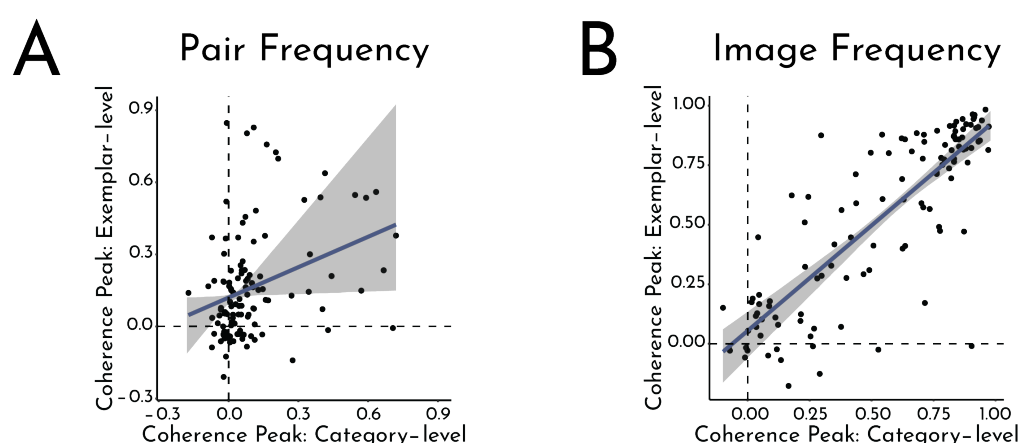 A
Pair Frequency
Coherence Peak: Exemplar-level
0.9
0.6
0.3
0.0
-0.3
-0.3 0.0 0.3 0.6 0.9
Coherence Peak: Category-level
B
Image Frequency
Coherence Peak: Exemplar-level
1.00
0.75
0.50
0.25
0.00
0.00 0.25 0.50 0.75 1.00
Coherence Peak: Category-level